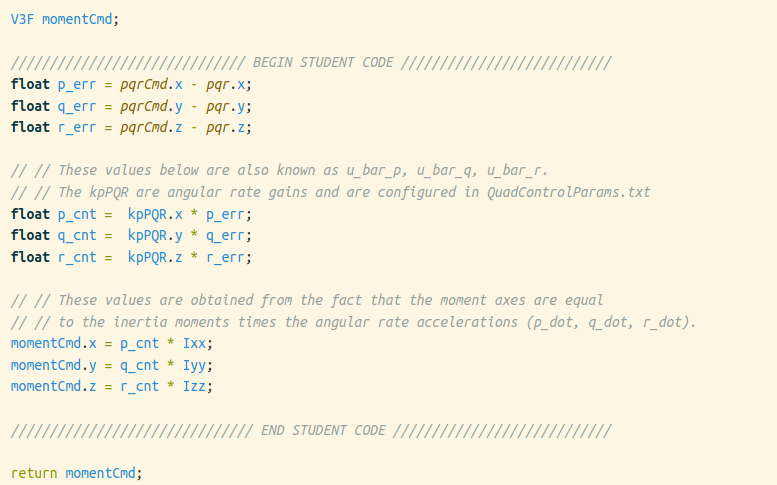 V3F momentCmd;
////////////////////////////// BEGIN STUDENT CODE ///////////////////////////
float p_err = pqrCmd.x - pqr.x;
float q_err = pqrCmd.y - pqr.y;
float r_err = pqrCmd.z - pqr.z;
// // These values below are also known as u_bar_p, u_bar_q, u_bar_r.
// // The kpPQR are angular rate gains and are configured in QuadControlParams.txt
float p_cnt =  kpPQR.x * p_err;
float q_cnt =  kpPQR.y * q_err;
float r_cnt =  kpPQR.z * r_err;
// // These values are obtained from the fact that the moment axes are equal
// // to the inertia moments times the angular rate accelerations (p_dot, q_dot, r_dot).
momentCmd.x = p_cnt * Ixx;
momentCmd.y = q_cnt * Iyy;
momentCmd.z = r_cnt * Izz;
/////////////////////////////// END STUDENT CODE ////////////////////////////
return momentCmd;